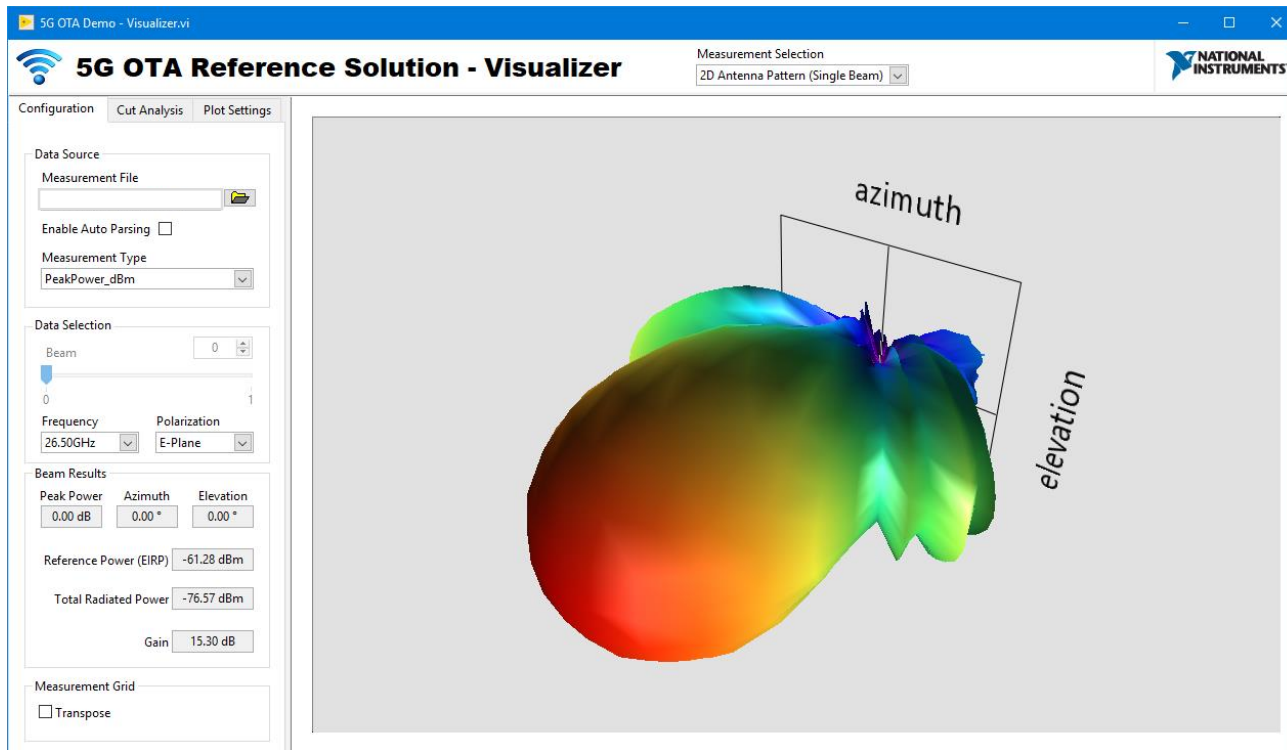 5G OTA Demo - Visualizer.vi
5G OTA Reference Solution - Visualizer
Measurement Selection
2D Antenna Pattern (Single Beam)
NATIONAL
INSTRUMENTS
Configuration Cut Analysis Plot Settings
Data Source
Measurement File
Enable Auto Parsing
Measurement Type
PeakPower_dBm
Data Selection
Beam 0
0 1
Frequency Polarization
26.50GHz E-Plane
Beam Results
Peak Power Azimuth Elevation
0.00 dB 0.00 ° 0.00 °
Reference Power (EIRP) -61.28 dBm
Total Radiated Power -76.57 dBm
Gain 15.30 dB
Measurement Grid
Transpose
azimuth
elevation